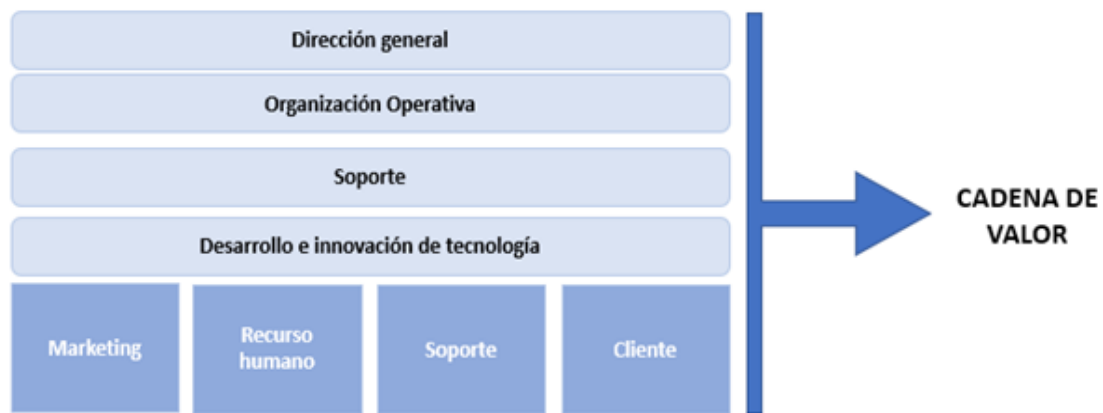 Dirección general
Organización Operativa
Soporte
Desarrollo e innovación de tecnología
Marketing
Recurso
humano
Soporte
Cliente
CADENA DE
VALOR